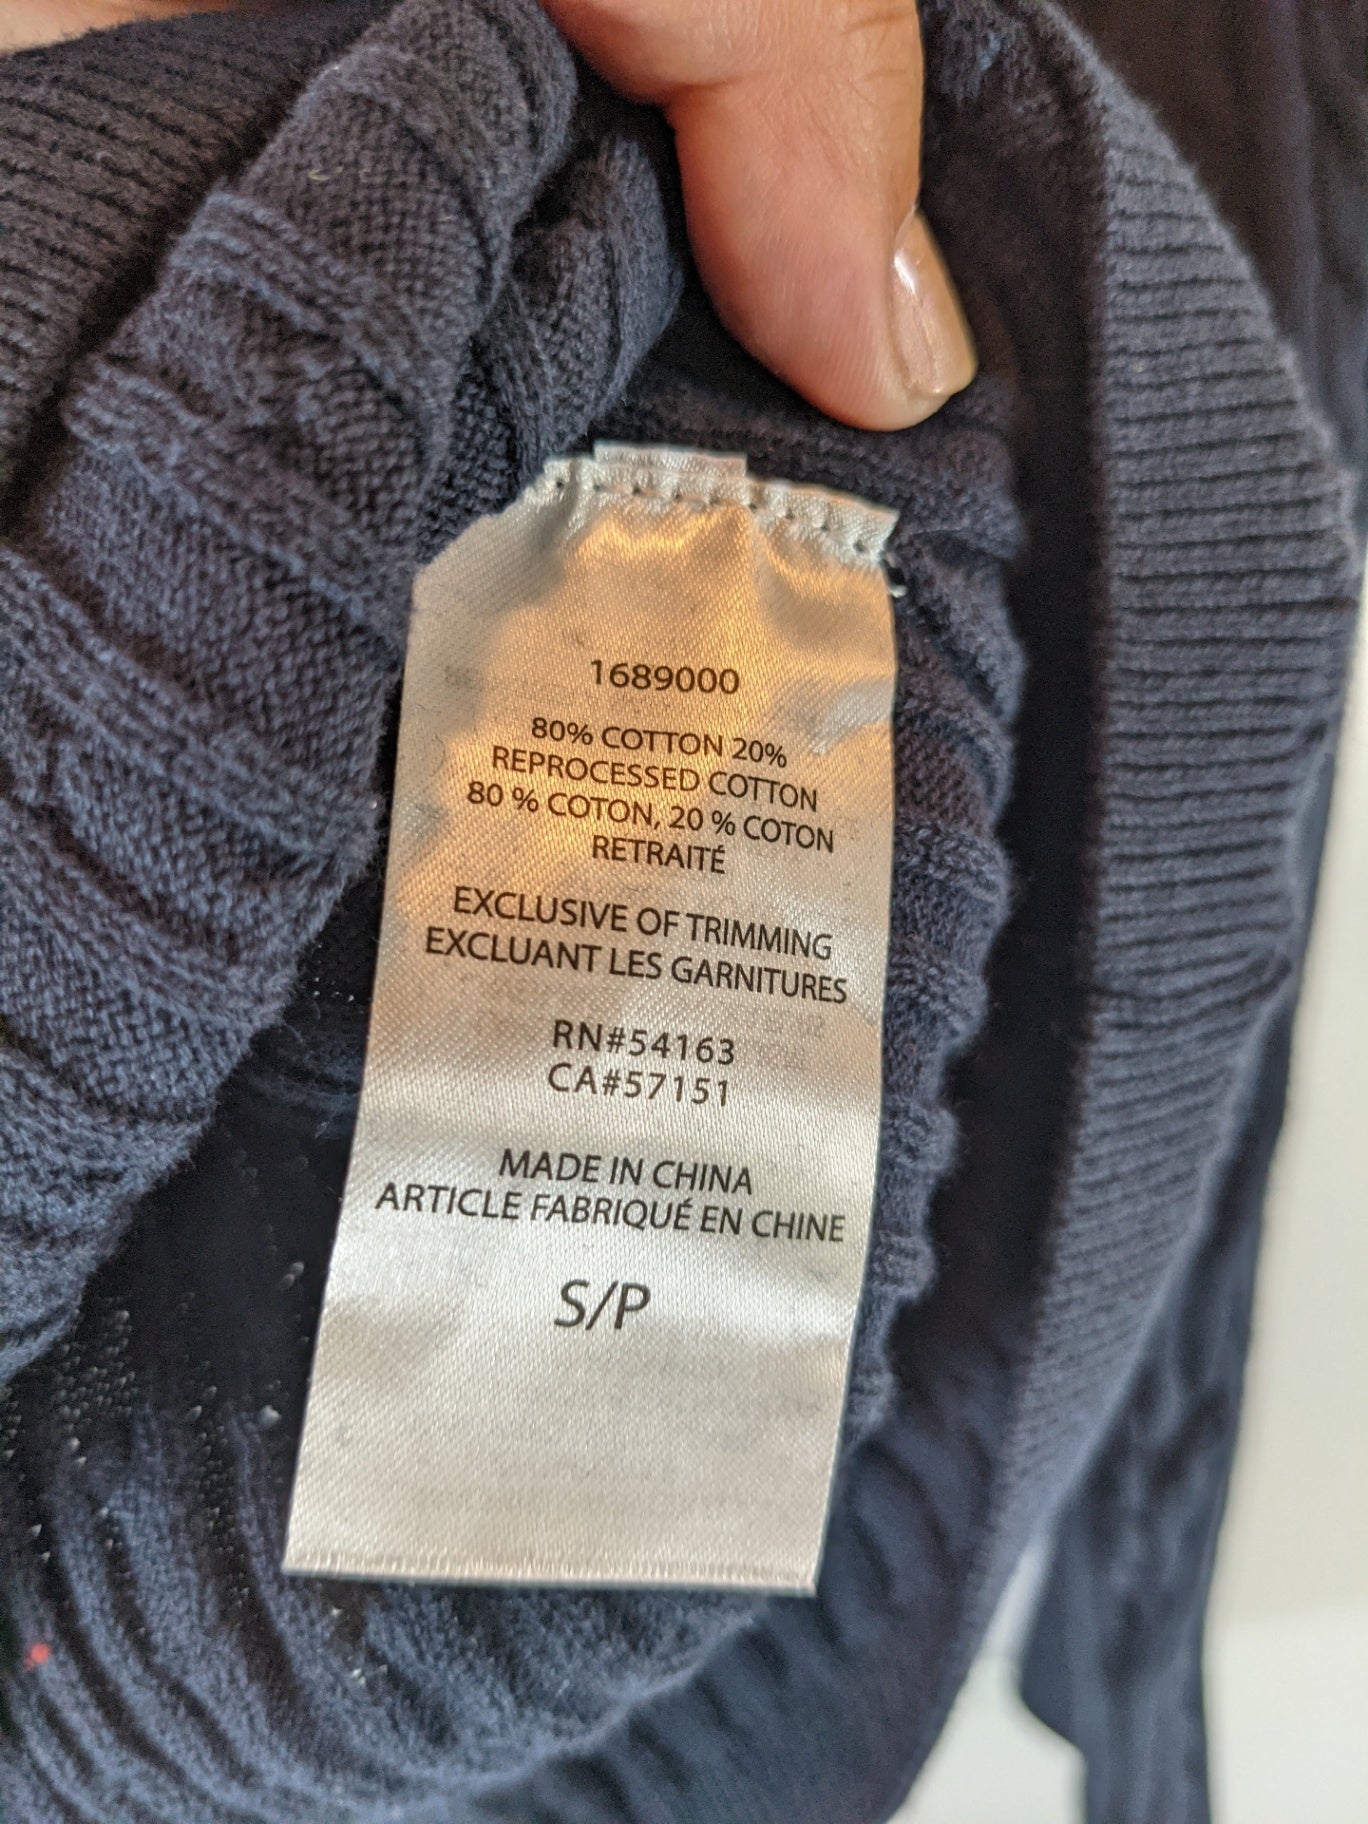 1689000
80% COTTON 20%
REPROCESSED COTTON
80 % COTON, 20 % COTON
RETRAITÉ
EXCLUSIVE OF TRIMMING
EXCLUANT LES GARNITURES
RN#54163
CA#57151
MADE IN CHINA
ARTICLE FABRIQUÉ EN CHINE
S/P